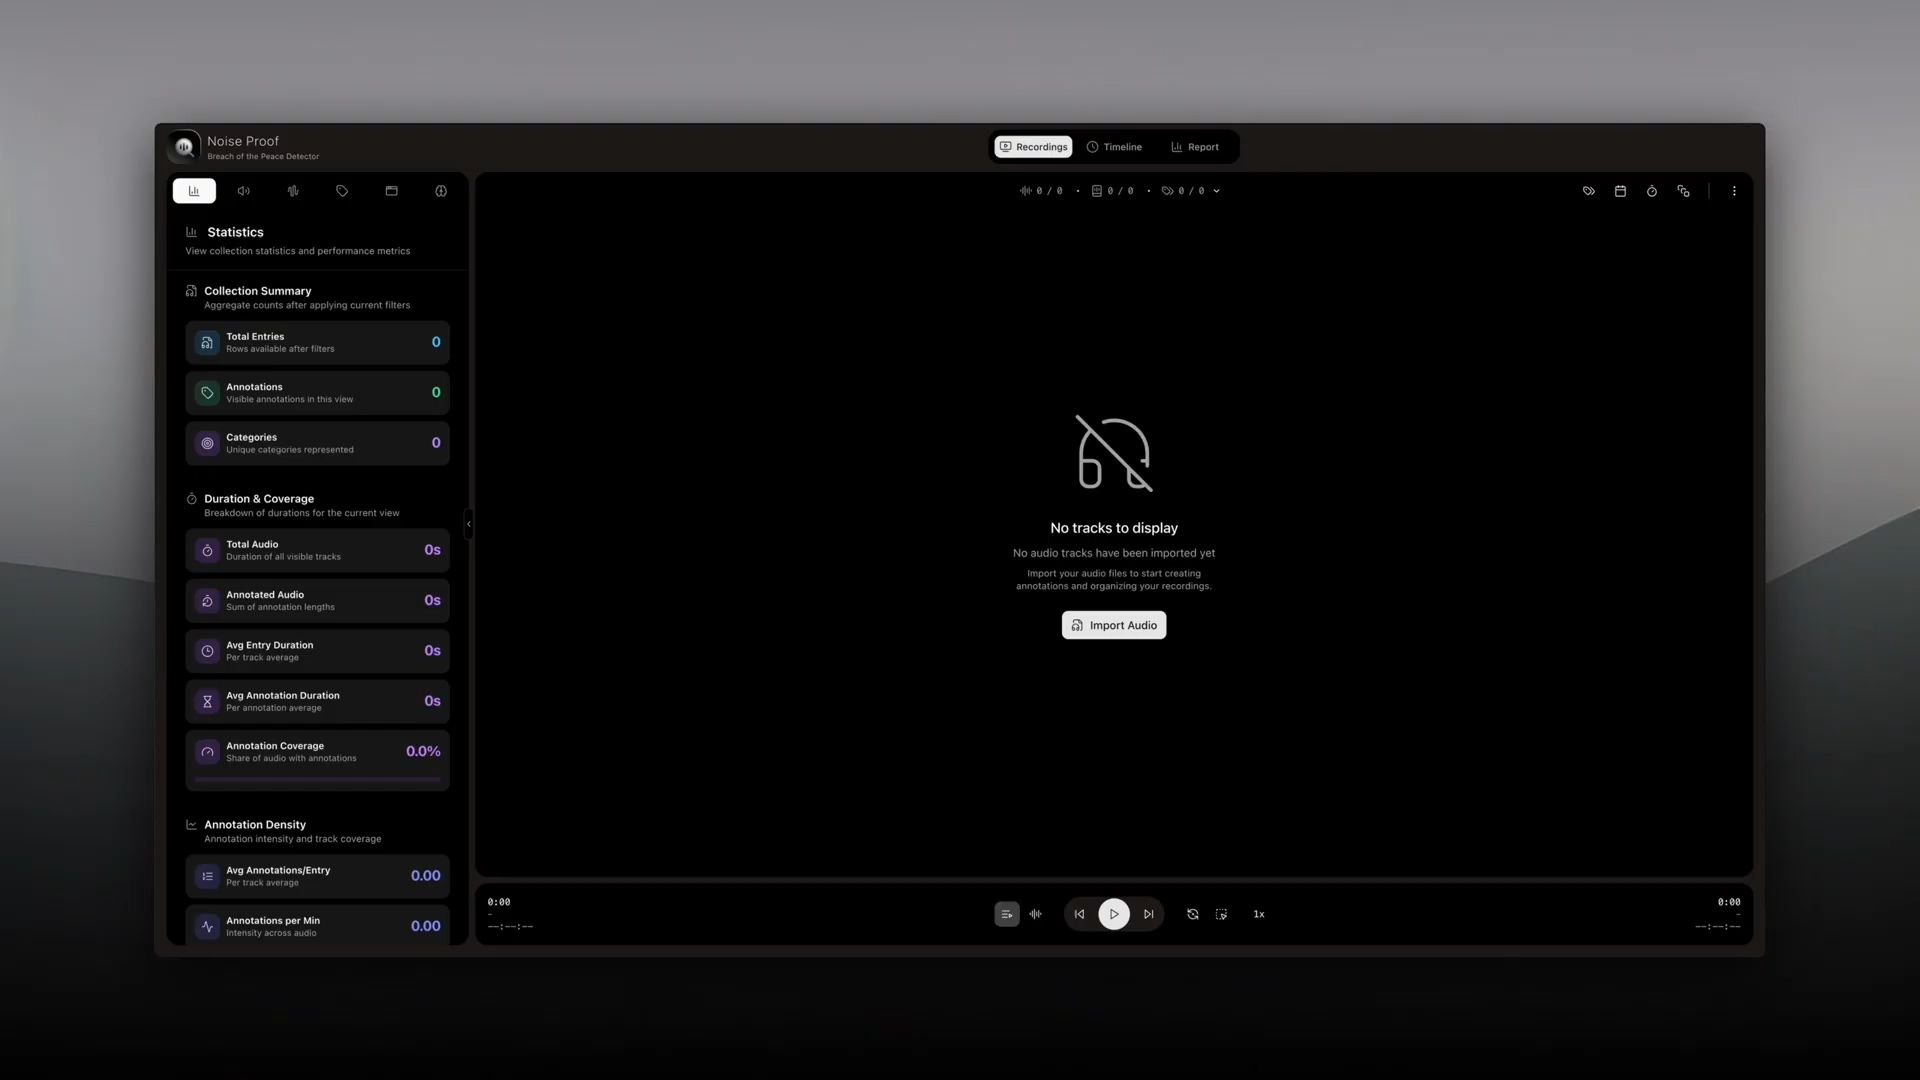 Noise Proof
Breach of the Peace Detector
Recordings
Timeline
Report
0 / 0 • 0 / 0 • 0 / 0
Statistics
View collection statistics and performance metrics
Collection Summary
Aggregate counts after applying current filters
Total Entries
Rows available after filters
0
Annotations
Visible annotations in this view
0
Categories
Unique categories represented
0
Duration & Coverage
Breakdown of durations for the current view
Total Audio
Duration of all visible tracks
0s
Annotated Audio
Sum of annotation lengths
0s
Avg Entry Duration
Per track average
0s
Avg Annotation Duration
Per annotation average
0s
Annotation Coverage
Share of audio with annotations
0.0%
Annotation Density
Annotation intensity and track coverage
Avg Annotations/Entry
Per track average
0.00
Annotations per Min
Intensity across audio
0.00
No tracks to display
No audio tracks have been imported yet
Import your audio files to start creating
annotations and organizing your recordings.
Import Audio
0:00
–
––:––:––
1x
0:00
–
––:––:––